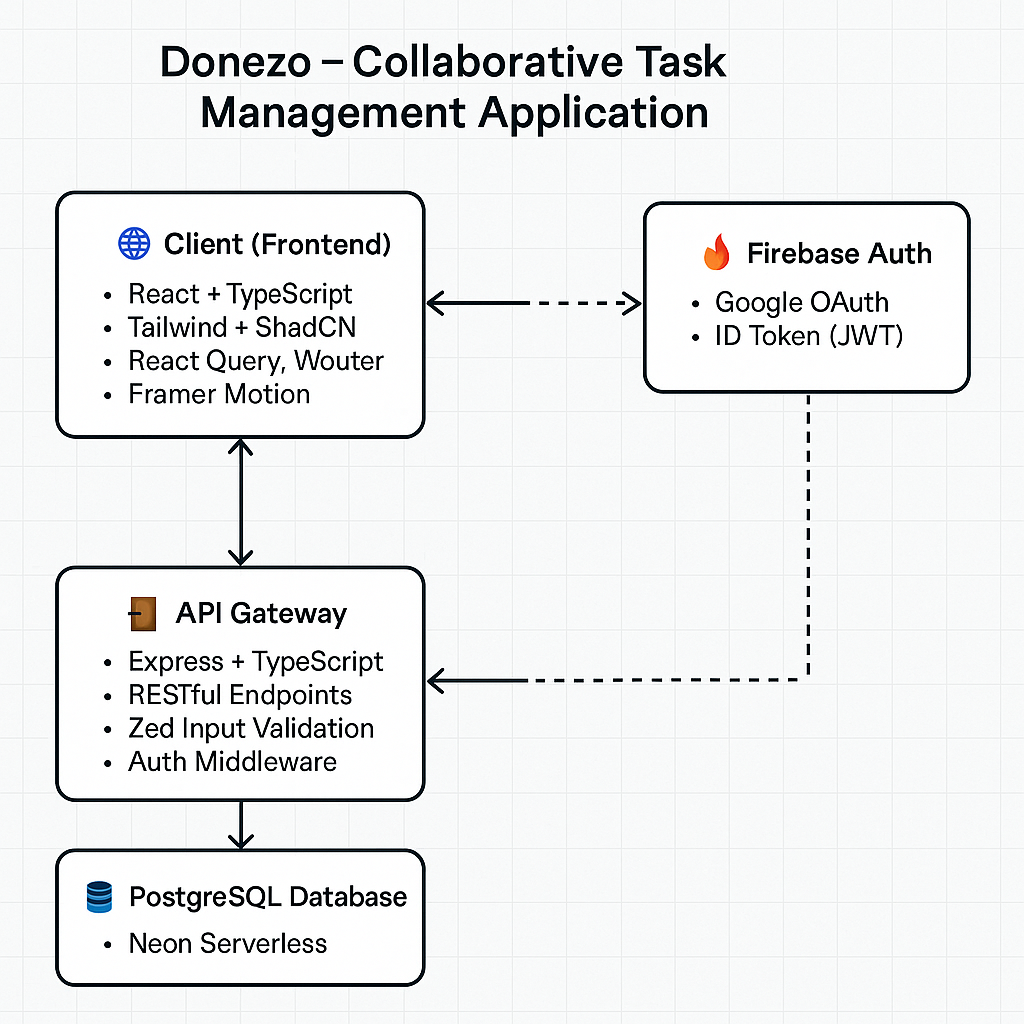 Donezo – Collaborative Task
Management Application
Client (Frontend)
• React + TypeScript
• Tailwind + ShadCN
• React Query, Wouter
• Framer Motion
Firebase Auth
• Google OAuth
• ID Token (JWT)
API Gateway
• Express + TypeScript
• RESTful Endpoints
• Zed Input Validation
• Auth Middleware
PostgreSQL Database
• Neon Serverless